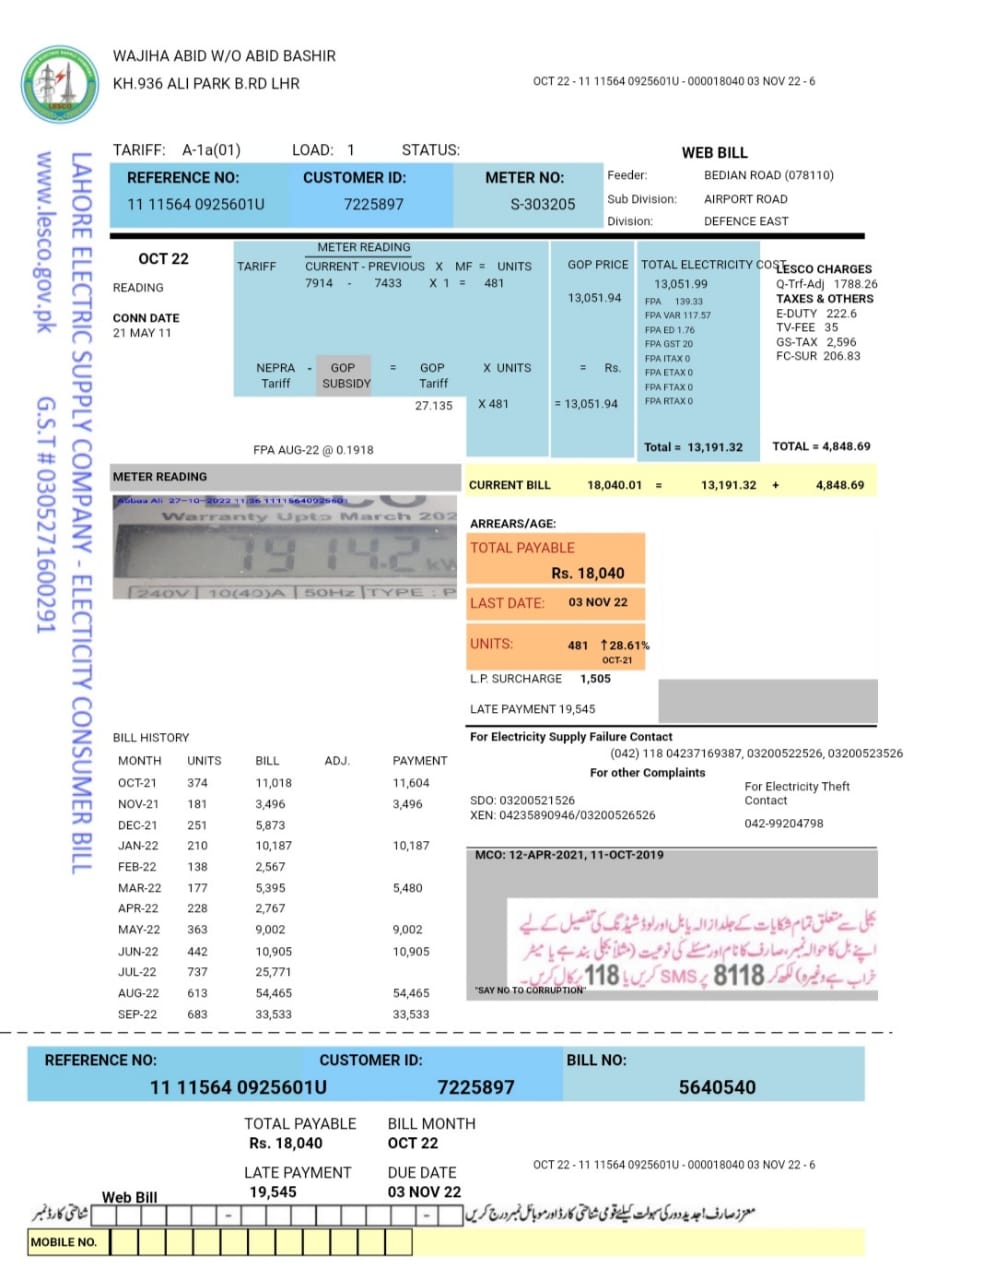 WAJIHA ABID W/O ABID BASHIR
KH.936 ALI PARK B.RD LHR
OCT 22 - 11 11564 0925601U - 000018040 03 NOV 22 - 6
LESCO
LAHORE ELECTRIC SUPPLY COMPANY - ELECTICITY CONSUMER BILL
www.lesco.gov.pk G.S.T # 0305271600291
TARIFF: A-1a(01) LOAD: 1 STATUS:
WEB BILL
REFERENCE NO: CUSTOMER ID: METER NO:
11 11564 0925601U 7225897 S-303205
Feeder: BEDIAN ROAD (078110)
Sub Division: AIRPORT ROAD
Division: DEFENCE EAST
OCT 22
READING
CONN DATE
21 MAY 11
METER READING
TARIFF CURRENT - PREVIOUS X MF = UNITS
7914 - 7433 X 1 = 481
GOP PRICE
13,051.94
NEPRA Tariff - GOP SUBSIDY = GOP Tariff X UNITS = Rs.
27.135 X 481 = 13,051.94
FPA AUG-22 @ 0.1918
TOTAL ELECTRICITY COST
13,051.99
FPA 139.33
FPA VAR 117.57
FPA ED 1.76
FPA GST 20
FPA ITAX 0
FPA ETAX 0
FPA FTAX 0
FPA RTAX 0
Total = 13,191.32
LESCO CHARGES
Q-Trf-Adj 1788.26
TAXES & OTHERS
E-DUTY 222.6
TV-FEE 35
GS-TAX 2,596
FC-SUR 206.83
TOTAL = 4,848.69
METER READING
Abbua Ali 27-10-2022 11:26 11115640925601
Warranty Upto March 202
7914.2 kW
240V 10(40)A 50Hz TYPE : P
CURRENT BILL 18,040.01 = 13,191.32 + 4,848.69
ARREARS/AGE:
TOTAL PAYABLE
Rs. 18,040
LAST DATE: 03 NOV 22
UNITS: 481 ↑28.61%
OCT-21
L.P. SURCHARGE 1,505
LATE PAYMENT 19,545
For Electricity Supply Failure Contact
(042) 118 04237169387, 03200522526, 03200523526
For other Complaints
SDO: 03200521526
XEN: 04235890946/03200526526
For Electricity Theft
Contact
042-99204798
MCO: 12-APR-2021, 11-OCT-2019
بجلی سے متعلق تمام شکایات کے جلد ازالہ یا بل اور لوڈ شیڈنگ کی تفصیل کے لیے
اپنے بل کا حوالہ نمبر، صارف کا نام اور مسئلے کی نوعیت (مثلاً بجلی بند ہے یا میٹر
خراب ہے وغیرہ) لکھ کر 8118 پر SMS کریں یا 118 پر کال کریں۔
"SAY NO TO CORRUPTION"
BILL HISTORY
MONTH UNITS BILL ADJ. PAYMENT
OCT-21 374 11,018 11,604
NOV-21 181 3,496 3,496
DEC-21 251 5,873
JAN-22 210 10,187 10,187
FEB-22 138 2,567
MAR-22 177 5,395 5,480
APR-22 228 2,767
MAY-22 363 9,002 9,002
JUN-22 442 10,905 10,905
JUL-22 737 25,771
AUG-22 613 54,465 54,465
SEP-22 683 33,533 33,533
REFERENCE NO: CUSTOMER ID: BILL NO:
11 11564 0925601U 7225897 5640540
TOTAL PAYABLE BILL MONTH
Rs. 18,040 OCT 22
LATE PAYMENT DUE DATE
19,545 03 NOV 22
OCT 22 - 11 11564 0925601U - 000018040 03 NOV 22 - 6
Web Bill
معزز صارف! جدید دور کی سہولت کیلئے قومی شناختی کارڈ اور موبائل نمبر درج کریں
شناختی کارڈ نمبر - -
MOBILE NO.